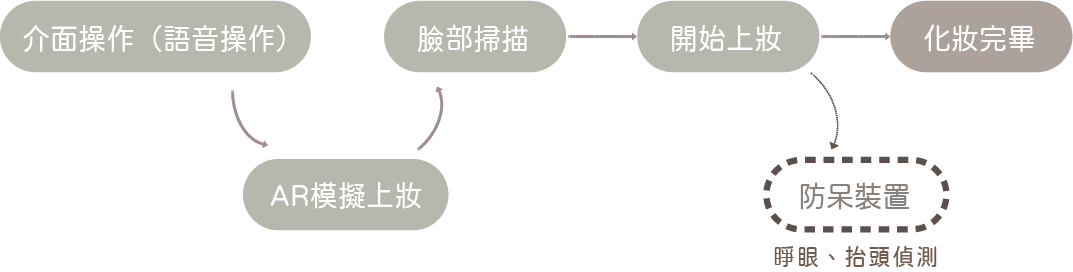 介面操作（語音操作）
AR模擬上妝
臉部掃描
開始上妝
化妝完畢
防呆裝置
睜眼、抬頭偵測